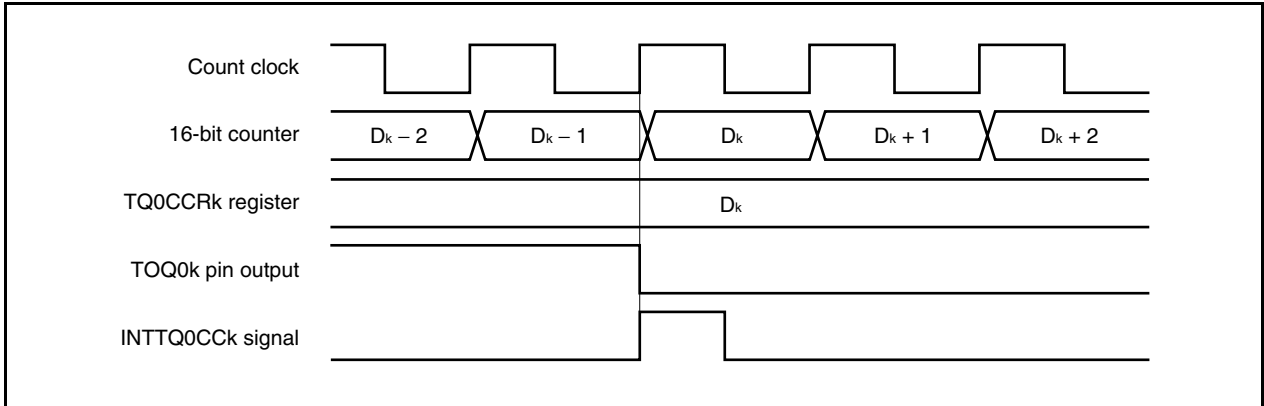 Count clock
16-bit counter
Dk − 2
Dk − 1
Dk
Dk + 1
Dk + 2
TQ0CCRk register
Dk
TOQ0k pin output
INTTQ0CCk signal